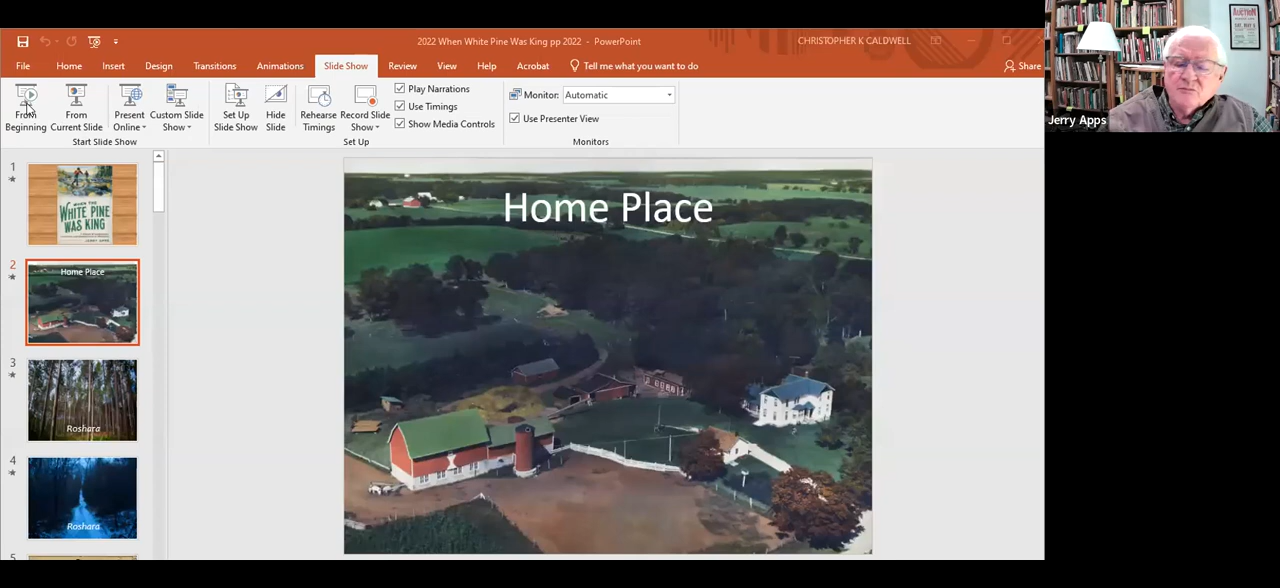 2022 When White Pine Was King pp 2022 - PowerPoint
CHRISTOPHER K CALDWELL
File Home Insert Design Transitions Animations Slide Show Review View Help Acrobat Tell me what you want to do Share
From Beginning
From Current Slide
Present Online
Custom Slide Show
Start Slide Show
Set Up Slide Show
Hide Slide
Rehearse Timings
Record Slide Show
Play Narrations
Use Timings
Show Media Controls
Set Up
Monitor: Automatic
Use Presenter View
Monitors
1
WHEN THE
WHITE PINE
WAS KING
JERRY APPS
2
Home Place
3
Roshara
4
Roshara
5
Home Place
AUCTION
Jerry Apps